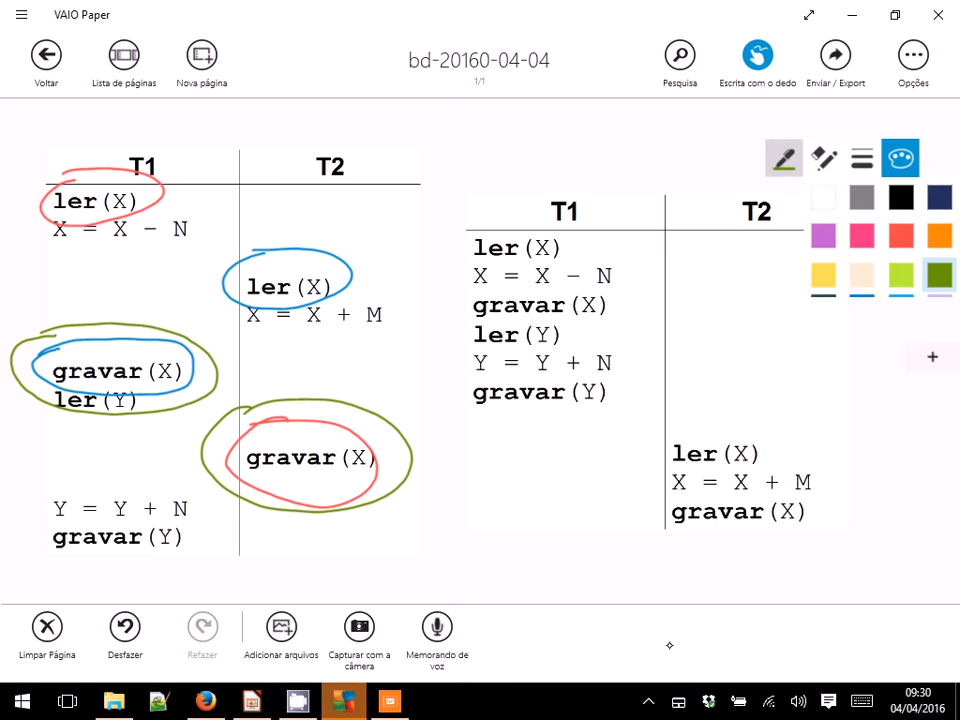 VAIO Paper
Voltar
Lista de páginas
Nova página
bd-20160-04-04
1/1
Pesquisa
Escrita com o dedo
Enviar / Export
Opções
T1 T2
ler(X)
X = X - N
ler(X)
X = X + M
gravar(X)
ler(Y)
gravar(X)
Y = Y + N
gravar(Y)
T1 T2
ler(X)
X = X - N
gravar(X)
ler(Y)
Y = Y + N
gravar(Y)
ler(X)
X = X + M
gravar(X)
Limpar Página
Desfazer
Refazer
Adicionar arquivos
Capturar com a
câmera
Memorando de
voz
09:30
04/04/2016